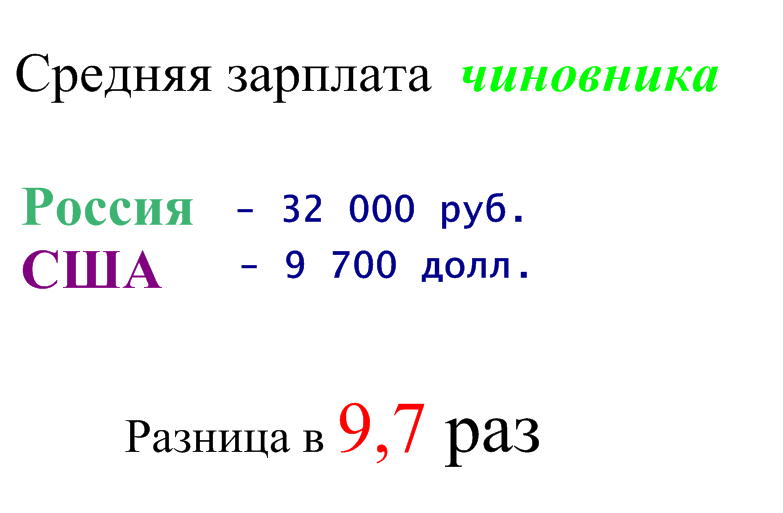 Средняя зарплата чиновника
Россия - 32 000 руб.
США - 9 700 долл.
Разница в 9,7 раз